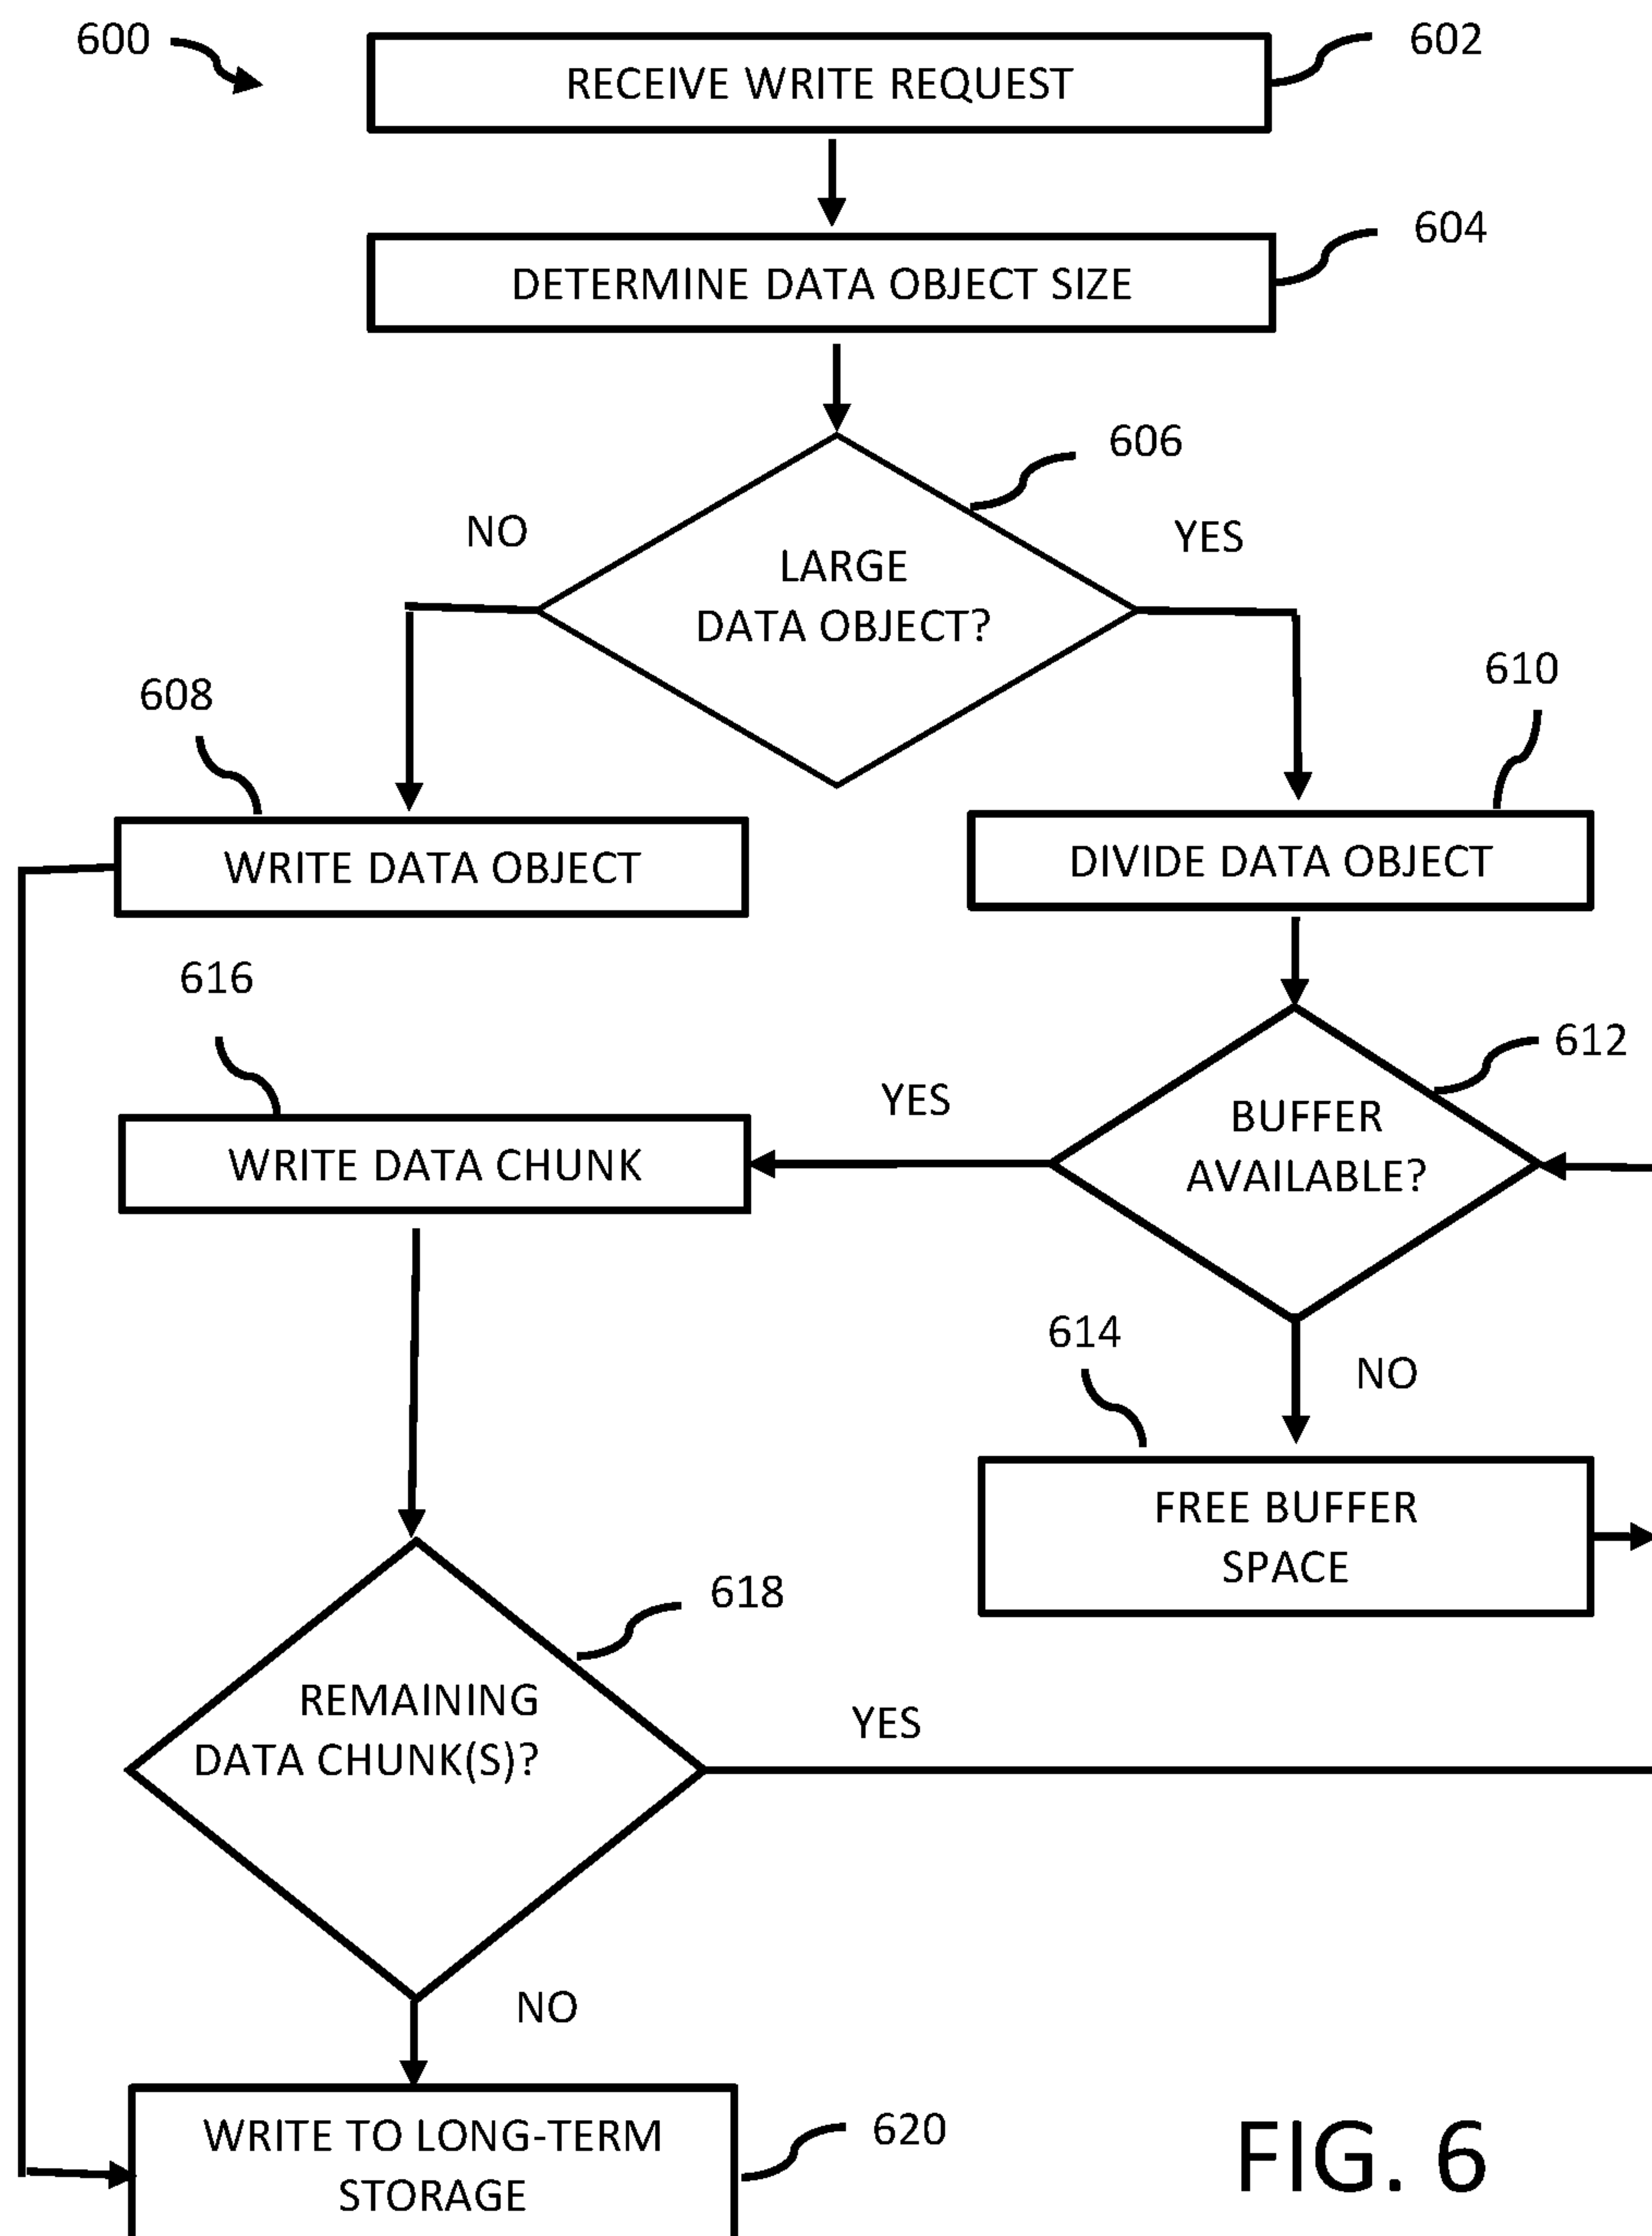 600
RECEIVE WRITE REQUEST
602
DETERMINE DATA OBJECT SIZE
604
606
NO
YES
LARGE
DATA OBJECT?
608
610
WRITE DATA OBJECT
DIVIDE DATA OBJECT
616
612
YES
BUFFER
AVAILABLE?
WRITE DATA CHUNK
614
NO
FREE BUFFER
SPACE
618
REMAINING
DATA CHUNK(S)?
YES
NO
WRITE TO LONG-TERM
STORAGE
620
FIG. 6